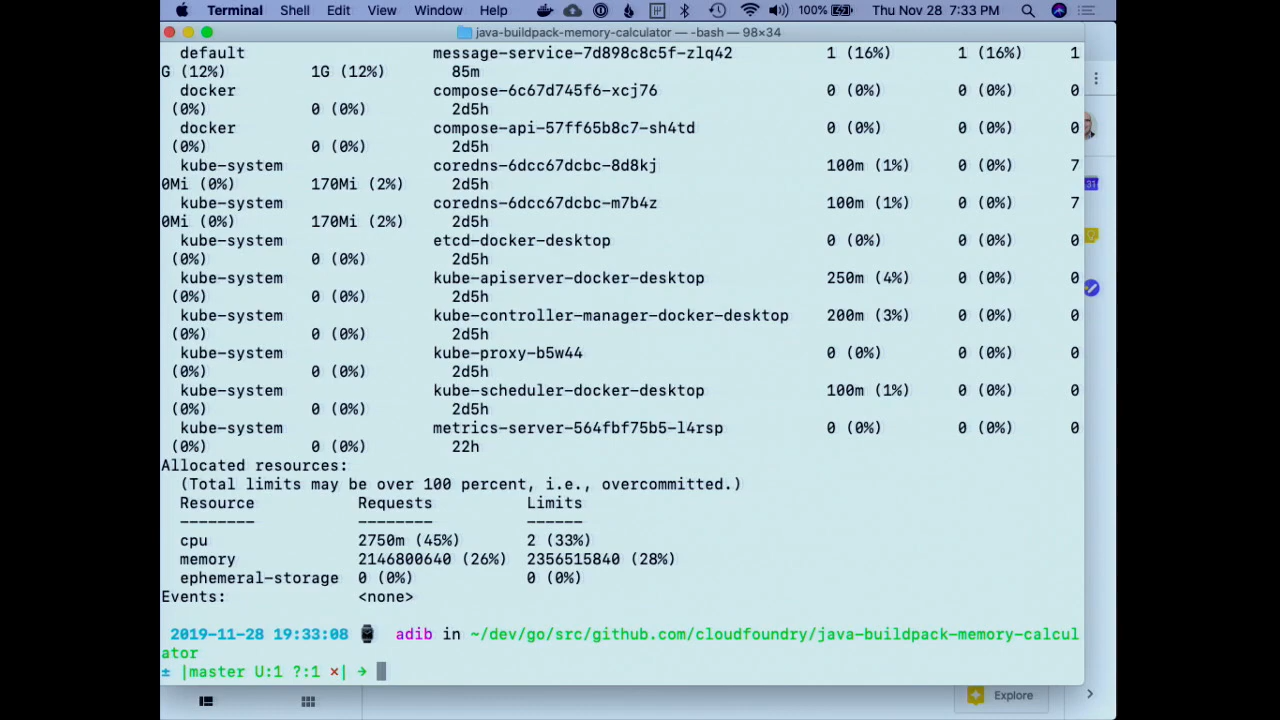 Terminal Shell Edit View Window Help 100% Thu Nov 28 7:33 PM
java-buildpack-memory-calculator — -bash — 98×34
default message-service-7d898c8c5f-zlq42 1 (16%) 1 (16%) 1
G (12%) 1G (12%) 85m
docker compose-6c67d745f6-xcj76 0 (0%) 0 (0%) 0
(0%) 0 (0%) 2d5h
docker compose-api-57ff65b8c7-sh4td 0 (0%) 0 (0%) 0
(0%) 0 (0%) 2d5h
kube-system coredns-6dcc67dcbc-8d8kj 100m (1%) 0 (0%) 7
0Mi (0%) 170Mi (2%) 2d5h
kube-system coredns-6dcc67dcbc-m7b4z 100m (1%) 0 (0%) 7
0Mi (0%) 170Mi (2%) 2d5h
kube-system etcd-docker-desktop 0 (0%) 0 (0%) 0
(0%) 0 (0%) 2d5h
kube-system kube-apiserver-docker-desktop 250m (4%) 0 (0%) 0
(0%) 0 (0%) 2d5h
kube-system kube-controller-manager-docker-desktop 200m (3%) 0 (0%) 0
(0%) 0 (0%) 2d5h
kube-system kube-proxy-b5w44 0 (0%) 0 (0%) 0
(0%) 0 (0%) 2d5h
kube-system kube-scheduler-docker-desktop 100m (1%) 0 (0%) 0
(0%) 0 (0%) 2d5h
kube-system metrics-server-564fbf75b5-l4rsp 0 (0%) 0 (0%) 0
(0%) 0 (0%) 22h
Allocated resources:
(Total limits may be over 100 percent, i.e., overcommitted.)
Resource Requests Limits
-------- -------- ------
cpu 2750m (45%) 2 (33%)
memory 2146800640 (26%) 2356515840 (28%)
ephemeral-storage 0 (0%) 0 (0%)
Events: <none>
2019-11-28 19:33:08 ⌚ adib in ~/dev/go/src/github.com/cloudfoundry/java-buildpack-memory-calcul
ator
± |master U:1 ?:1 ×| →
Explore